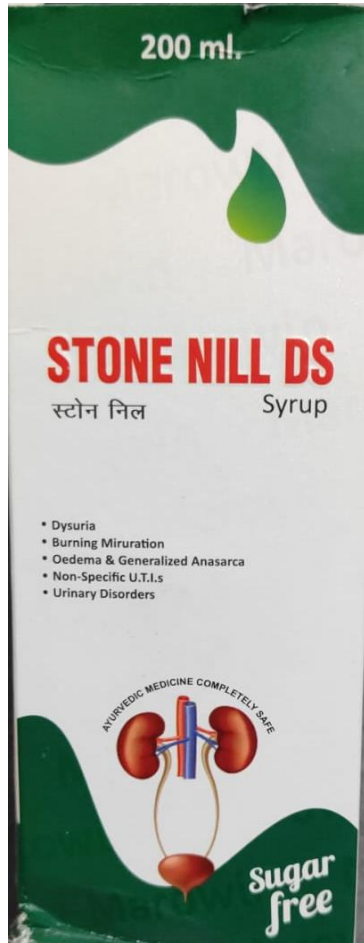 200 ml.
STONE NILL DS
स्टोन निल
Syrup
• Dysuria
• Burning Miruration
• Oedema & Generalized Anasarca
• Non-Specific U.T.I.s
• Urinary Disorders
AYURVEDIC MEDICINE COMPLETELY SAFE
Sugar
free